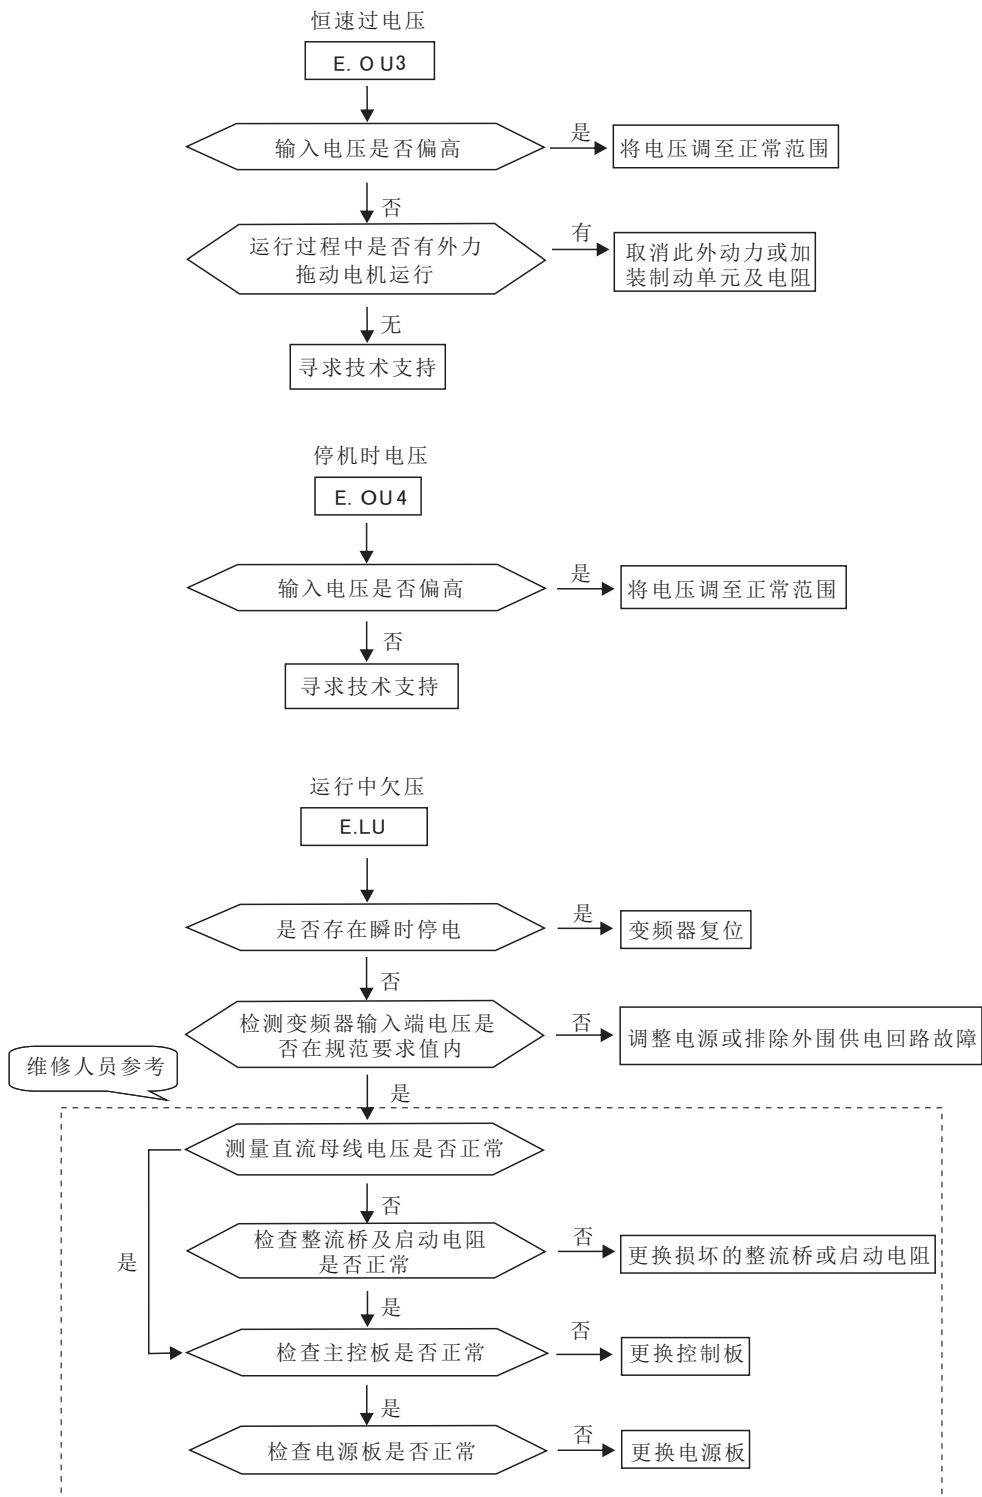 恒速过电压
E. OU3
输入电压是否偏高
是
将电压调至正常范围
否
运行过程中是否有外力
拖动电机运行
有
取消此外动力或加
装制动单元及电阻
无
寻求技术支持
停机时电压
E. OU4
输入电压是否偏高
是
将电压调至正常范围
否
寻求技术支持
运行中欠压
E.LU
是否存在瞬时停电
是
变频器复位
否
检测变频器输入端电压是
否在规范要求值内
否
调整电源或排除外围供电回路故障
维修人员参考
是
测量直流母线电压是否正常
否
检查整流桥及启动电阻
是否正常
否
更换损坏的整流桥或启动电阻
是
是
检查主控板是否正常
否
更换控制板
是
检查电源板是否正常
否
更换电源板